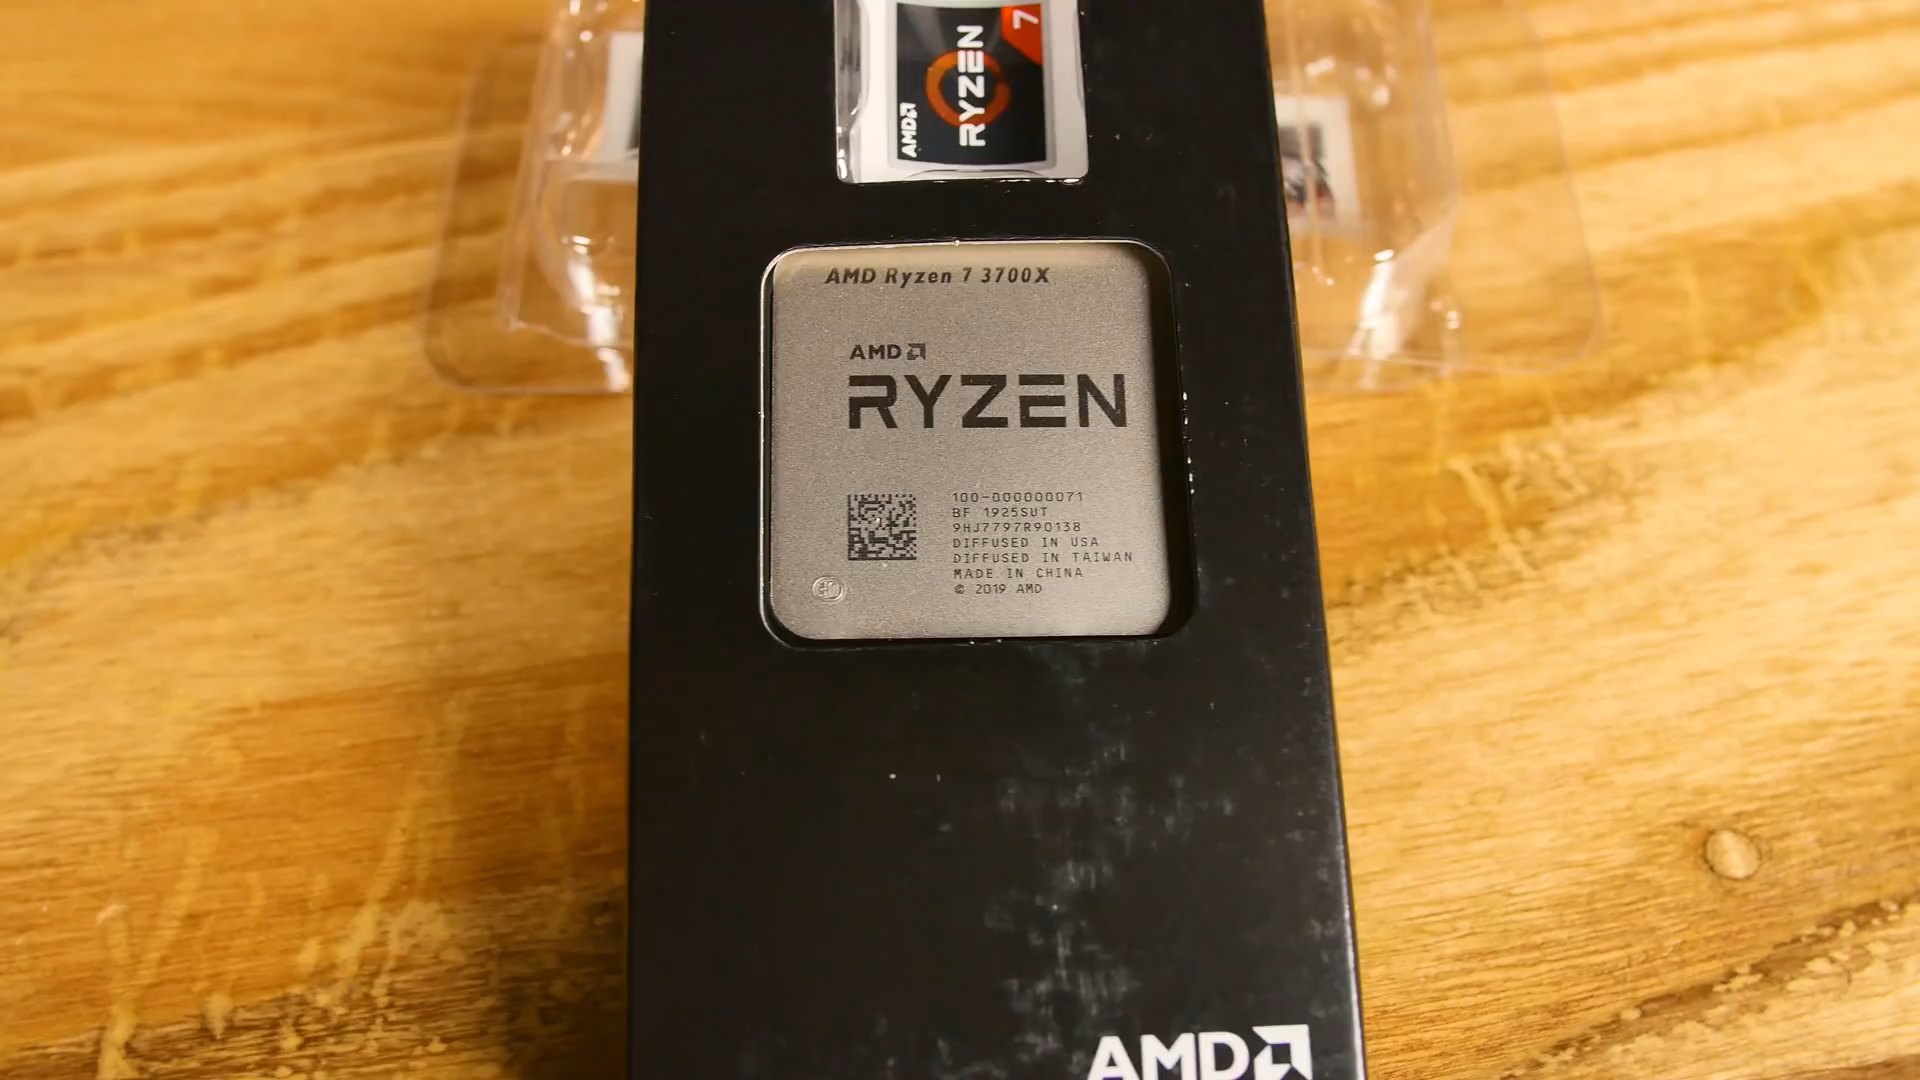 AMD
RYZEN
7
AMD Ryzen 7 3700X
AMD
RYZEN
100-000000071
BF 1925SUT
9HJ7797R90138
DIFFUSED IN USA
DIFFUSED IN TAIWAN
MADE IN CHINA
© 2019 AMD
AMD